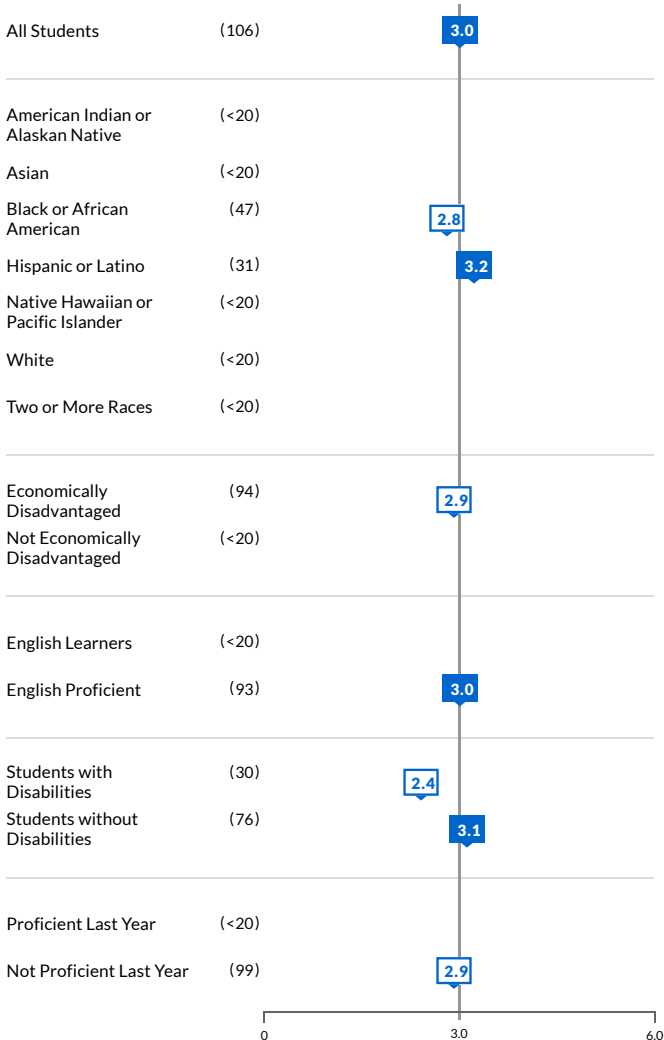 All Students (106) 3.0
American Indian or (<20)
Alaskan Native
Asian (<20)
Black or African (47) 2.8
American
Hispanic or Latino (31) 3.2
Native Hawaiian or (<20)
Pacific Islander
White (<20)
Two or More Races (<20)
Economically (94) 2.9
Disadvantaged
Not Economically (<20)
Disadvantaged
English Learners (<20)
English Proficient (93) 3.0
Students with (30) 2.4
Disabilities
Students without (76) 3.1
Disabilities
Proficient Last Year (<20)
Not Proficient Last Year (99) 2.9
0 3.0 6.0